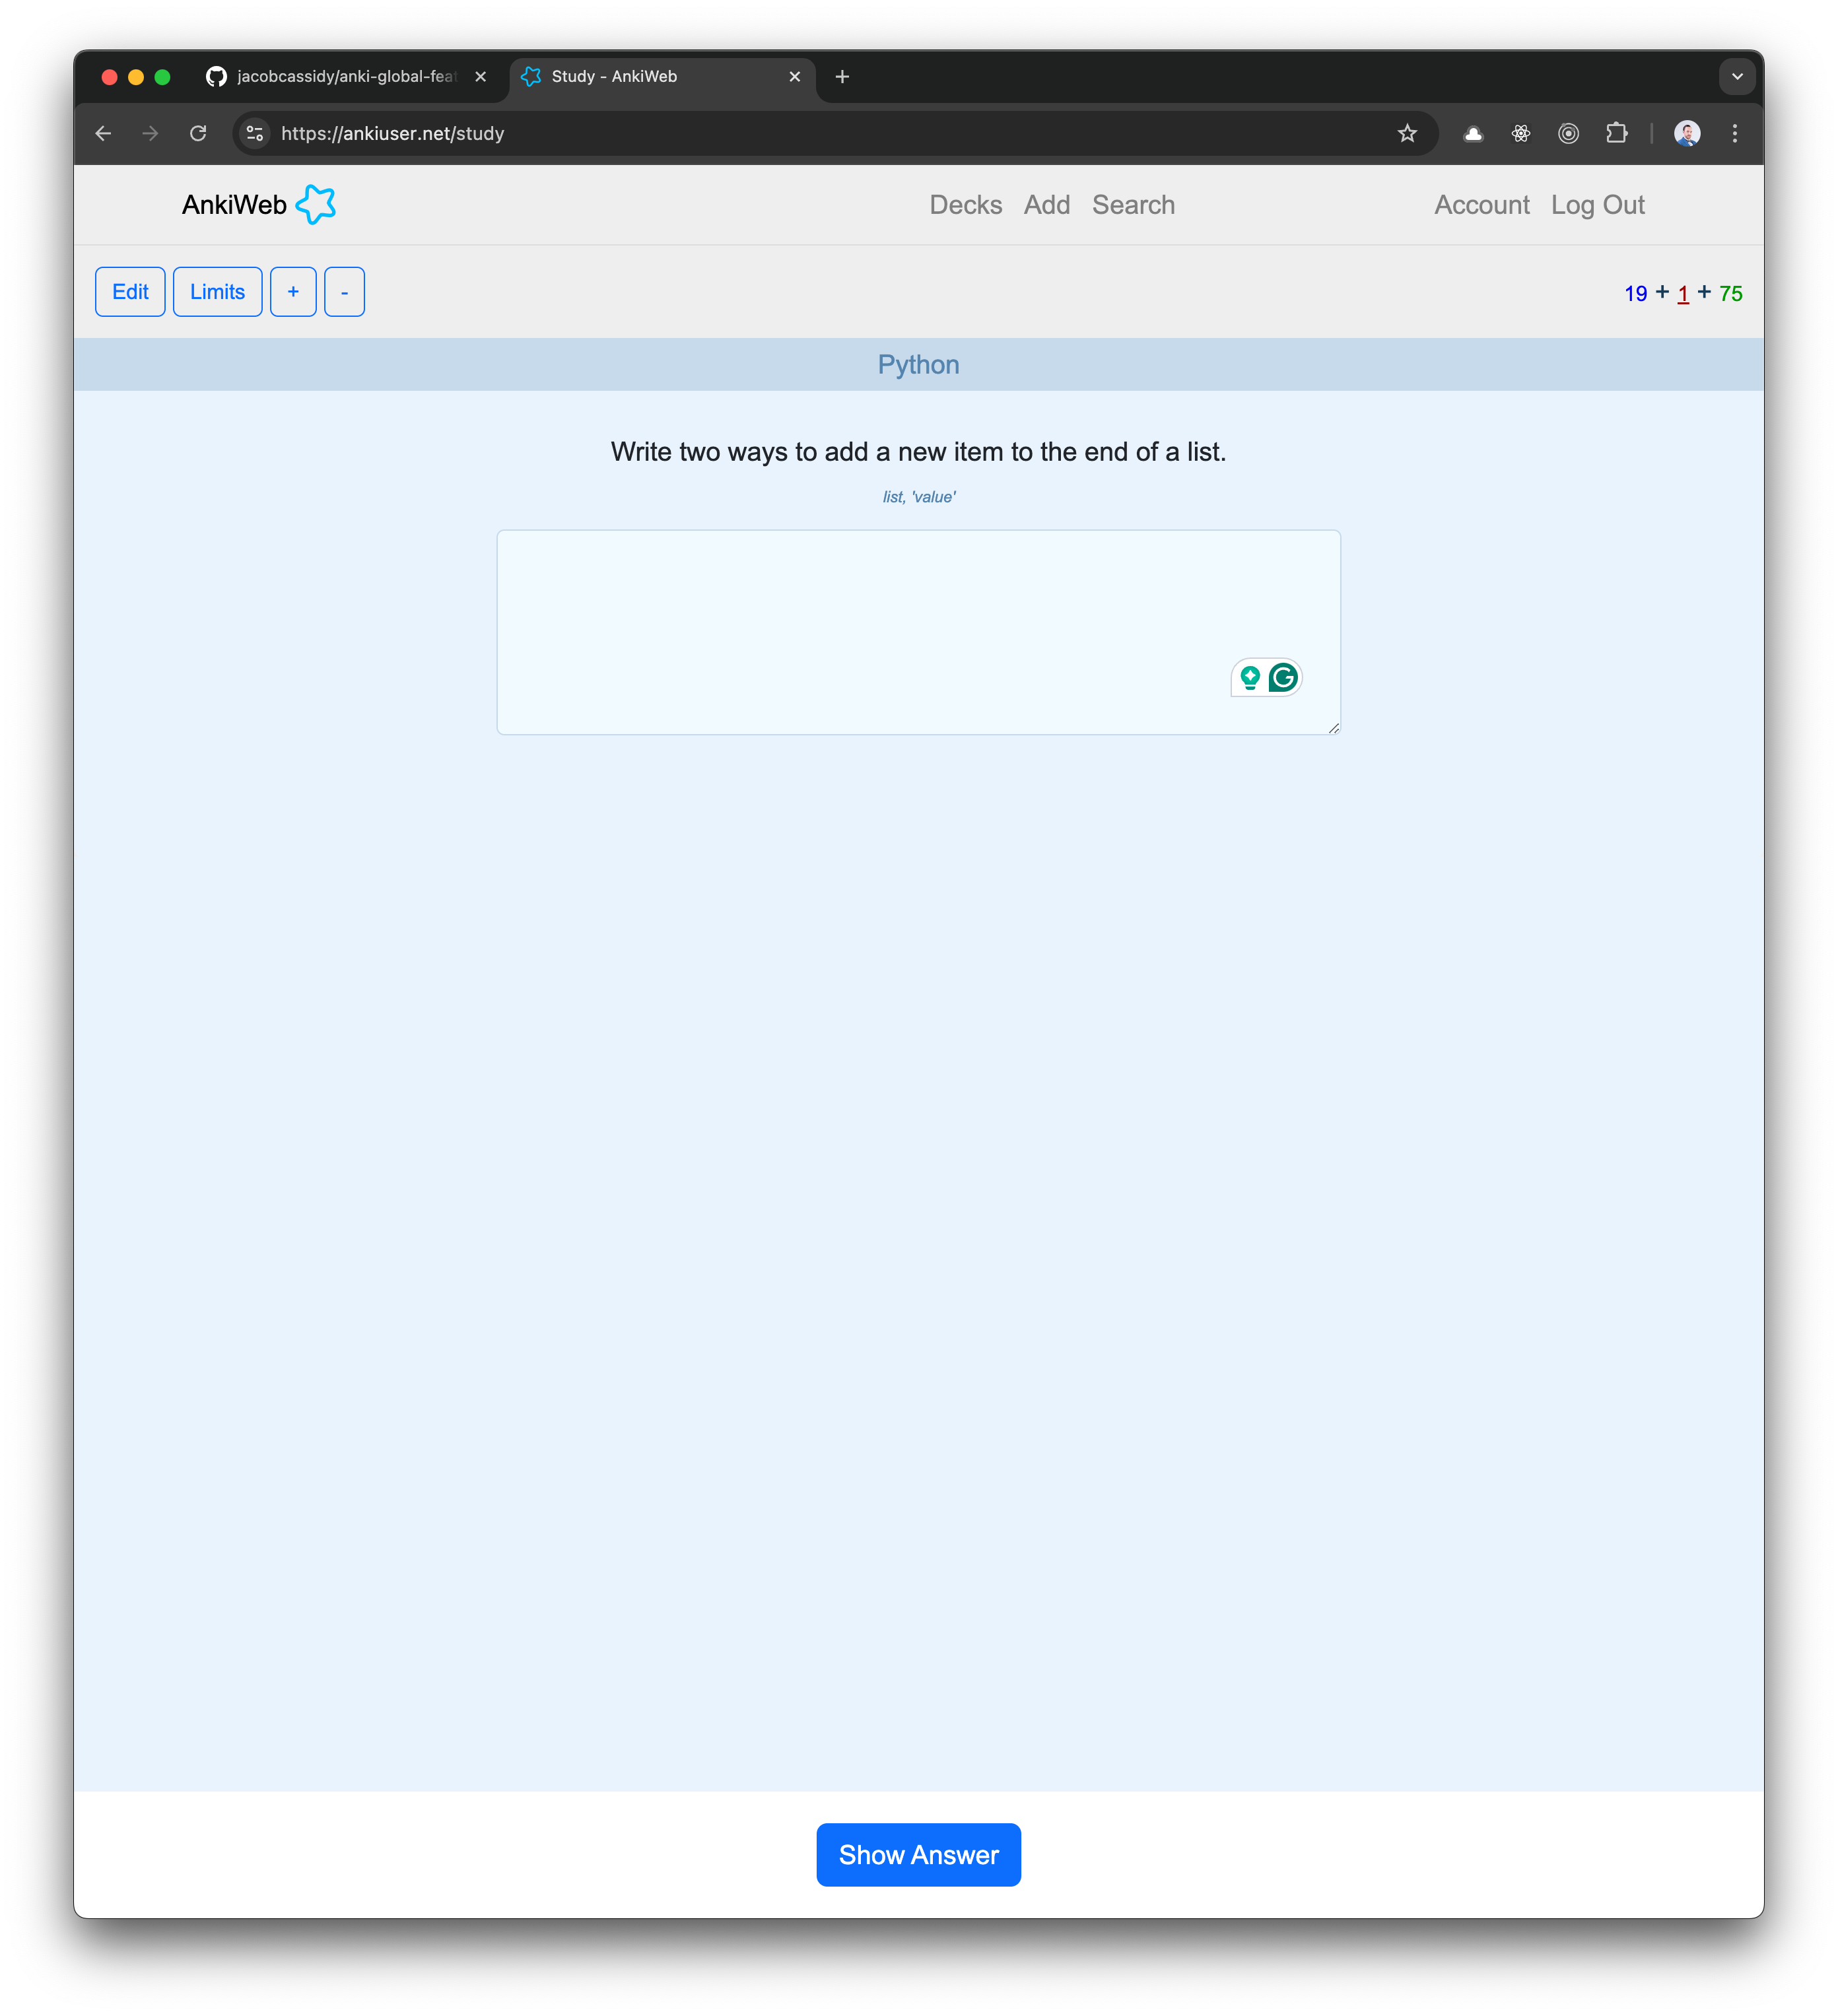 jacobcassidy/anki-global-feat
Study - AnkiWeb
https://ankiuser.net/study
AnkiWeb
Decks Add Search
Account Log Out
Edit Limits + -
19 + 1 + 75
Python
Write two ways to add a new item to the end of a list.
list, 'value'
Show Answer